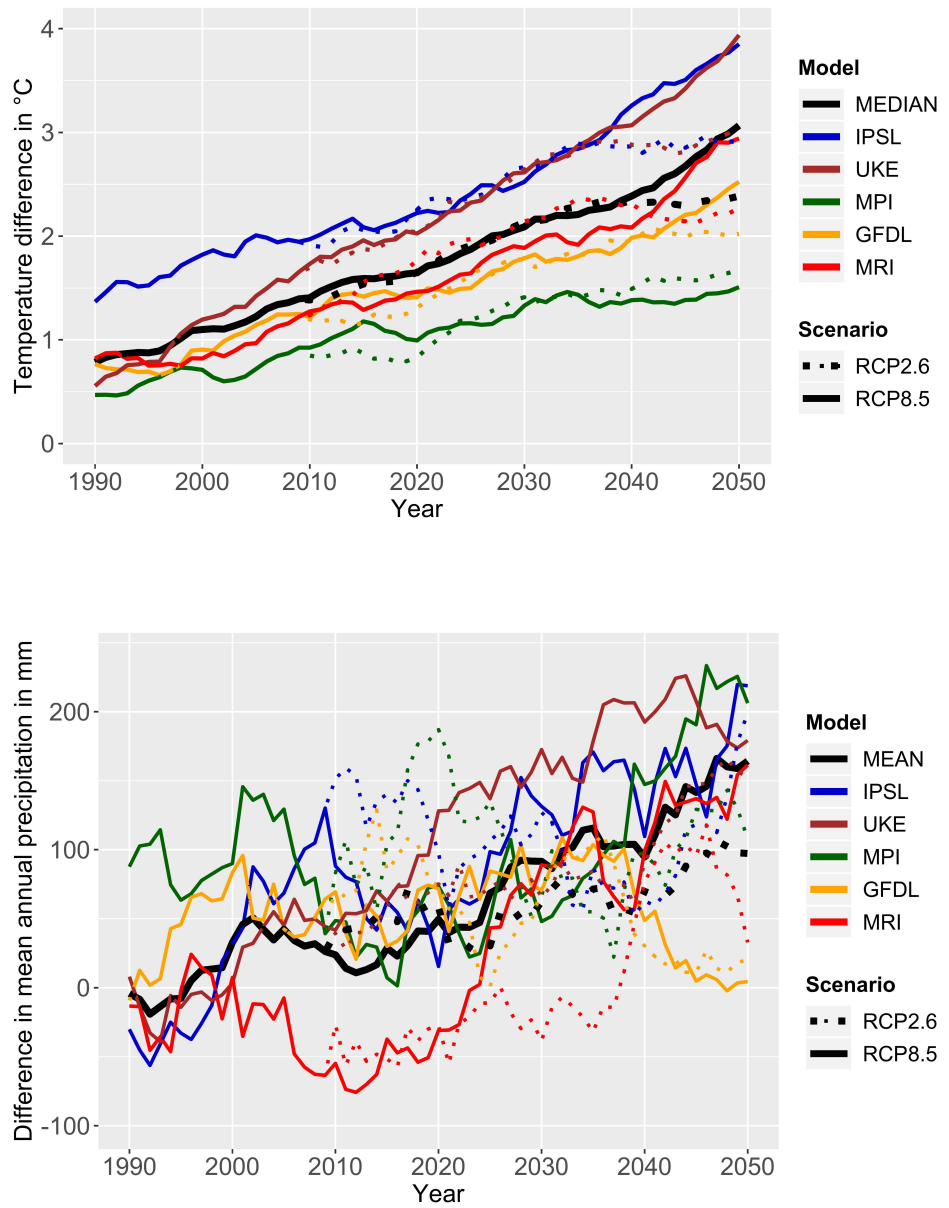 Temperature difference in °C
4
3
2
1
0
1990 2000 2010 2020 2030 2040 2050
Year
Model
MEDIAN
IPSL
UKE
MPI
GFDL
MRI
Scenario
RCP2.6
RCP8.5
Difference in mean annual precipitation in mm
200
100
0
-100
1990 2000 2010 2020 2030 2040 2050
Year
Model
MEAN
IPSL
UKE
MPI
GFDL
MRI
Scenario
RCP2.6
RCP8.5